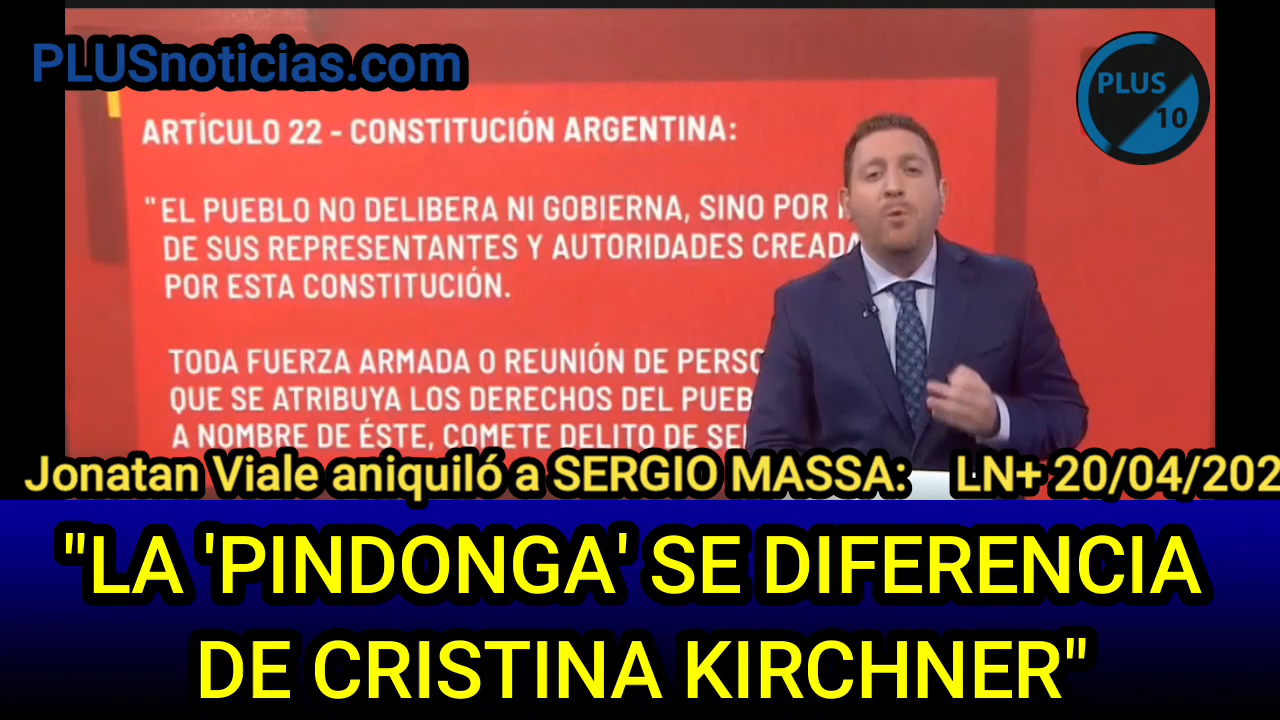 PLUSnoticias.com
PLUS
10
ARTÍCULO 22 - CONSTITUCIÓN ARGENTINA:
"EL PUEBLO NO DELIBERA NI GOBIERNA, SINO POR
DE SUS REPRESENTANTES Y AUTORIDADES CREADA
POR ESTA CONSTITUCIÓN.
TODA FUERZA ARMADA O REUNIÓN DE PERSO
QUE SE ATRIBUYA LOS DERECHOS DEL PUEB
A NOMBRE DE ÉSTE, COMETE DELITO DE SE
Jonatan Viale aniquiló a SERGIO MASSA: LN+ 20/04/202
"LA 'PINDONGA' SE DIFERENCIA
DE CRISTINA KIRCHNER"